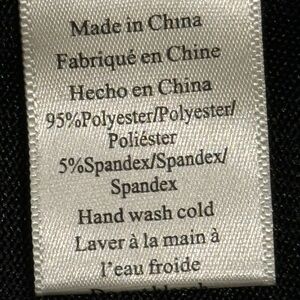 Made in China
Fabriqué en Chine
Hecho en China
95%Polyester/Polyester/
Poliéster
5%Spandex/Spandex/
Spandex
Hand wash cold
Laver à la main à
l'eau froide